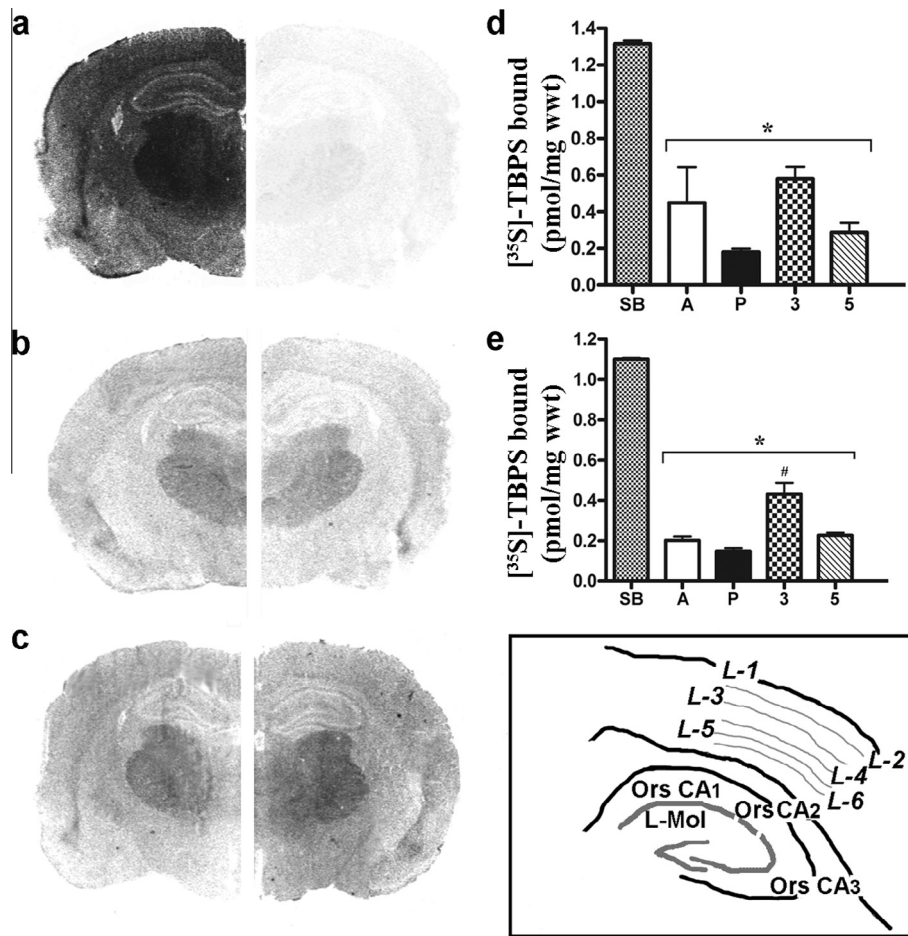 a
b
c
d
[³⁵S]-TBPS bound
(pmol/mg wwt)
1.4
1.2
1.0
0.8
0.6
0.4
0.2
0.0
*
SB A P 3 5
e
[³⁵S]-TBPS bound
(pmol/mg wwt)
1.2
1.0
0.8
0.6
0.4
0.2
0.0
*
#
SB A P 3 5
L-1
L-3
L-5
L-2
L-4
L-6
Ors CA1
Ors CA2
L-Mol
Ors CA3